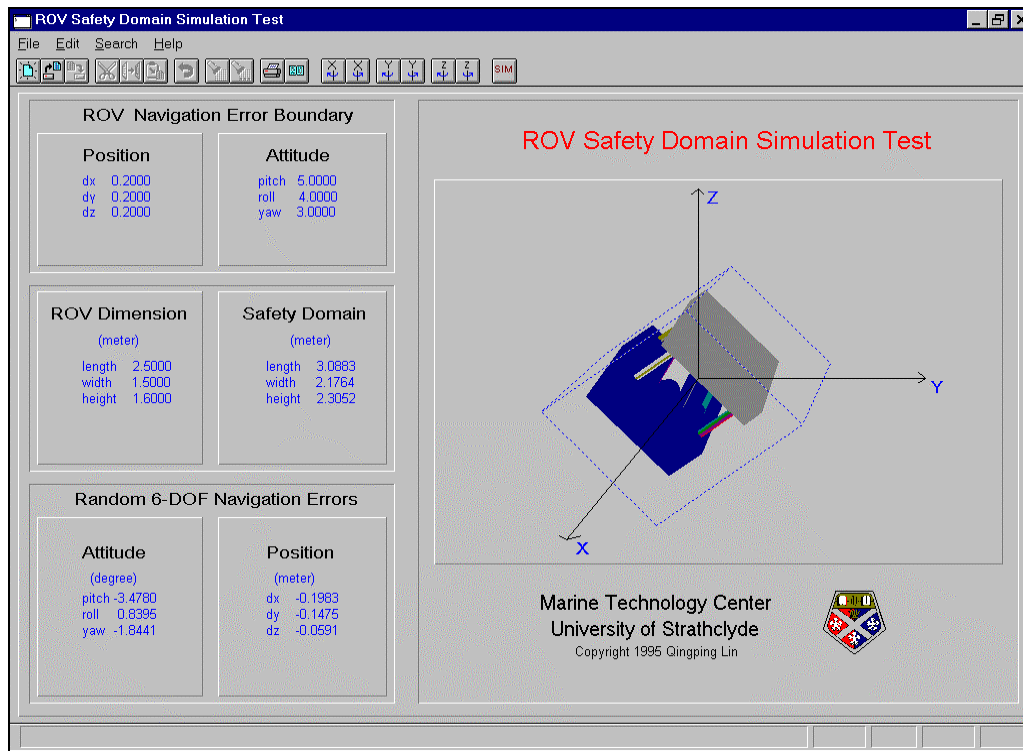 ROV Safety Domain Simulation Test
File Edit Search Help
X X Y Y Z Z SIM
ROV Navigation Error Boundary
Position
dx 0.2000
dy 0.2000
dz 0.2000
Attitude
pitch 5.0000
roll 4.0000
yaw 3.0000
ROV Dimension
(meter)
length 2.5000
width 1.5000
height 1.6000
Safety Domain
(meter)
length 3.0883
width 2.1764
height 2.3052
Random 6-DOF Navigation Errors
Attitude
(degree)
pitch -3.4780
roll 0.8395
yaw -1.8441
Position
(meter)
dx -0.1983
dy -0.1475
dz -0.0591
ROV Safety Domain Simulation Test
Z
Y
X
Marine Technology Center
University of Strathclyde
Copyright 1995 Qingping Lin